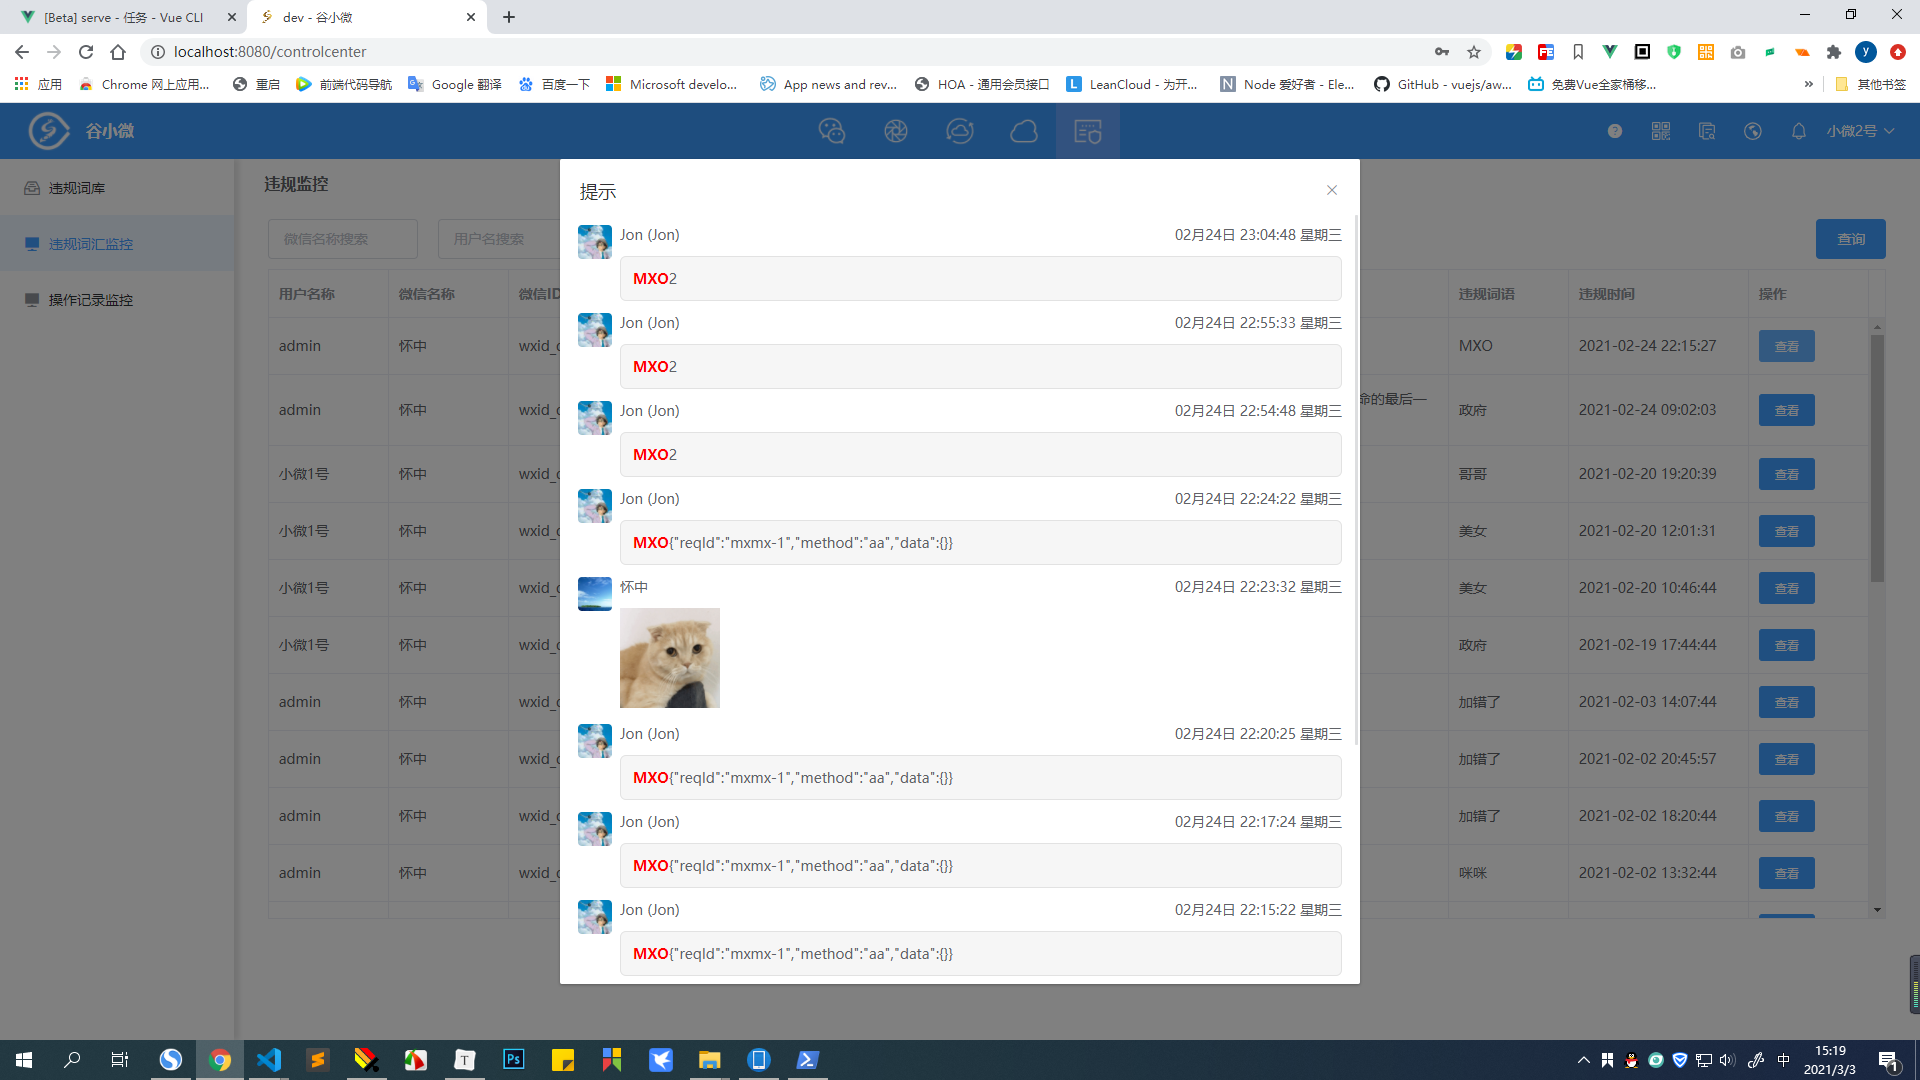 [Beta] serve - 任务 - Vue CLI
dev - 谷小微
localhost:8080/controlcenter
应用
Chrome 网上应用...
重启
前端代码导航
Google 翻译
百度一下
Microsoft develo...
App news and rev...
HOA - 通用会员接口
LeanCloud - 为开...
Node 爱好者 - Ele...
GitHub - vuejs/aw...
免费Vue全家桶移...
»
其他书签
谷小微
小微2号
违规词库
违规词汇监控
操作记录监控
违规监控
微信名称搜索
用户名搜索
查询
用户名称 微信名称 微信ID 违规词语 违规时间 操作
admin 怀中 wxid_c MXO 2021-02-24 22:15:27 查看
命的最后一
admin 怀中 wxid_c 政府 2021-02-24 09:02:03 查看
小微1号 怀中 wxid_c 哥哥 2021-02-20 19:20:39 查看
小微1号 怀中 wxid_c 美女 2021-02-20 12:01:31 查看
小微1号 怀中 wxid_c 美女 2021-02-20 10:46:44 查看
小微1号 怀中 wxid_c 政府 2021-02-19 17:44:44 查看
admin 怀中 wxid_c 加错了 2021-02-03 14:07:44 查看
admin 怀中 wxid_c 加错了 2021-02-02 20:45:57 查看
admin 怀中 wxid_c 加错了 2021-02-02 18:20:44 查看
admin 怀中 wxid_c 咪咪 2021-02-02 13:32:44 查看
提示
Jon (Jon) 02月24日 23:04:48 星期三
MXO2
Jon (Jon) 02月24日 22:55:33 星期三
MXO2
Jon (Jon) 02月24日 22:54:48 星期三
MXO2
Jon (Jon) 02月24日 22:24:22 星期三
MXO{"reqId":"mxmx-1","method":"aa","data":{}}
怀中 02月24日 22:23:32 星期三
Jon (Jon) 02月24日 22:20:25 星期三
MXO{"reqId":"mxmx-1","method":"aa","data":{}}
Jon (Jon) 02月24日 22:17:24 星期三
MXO{"reqId":"mxmx-1","method":"aa","data":{}}
Jon (Jon) 02月24日 22:15:22 星期三
MXO{"reqId":"mxmx-1","method":"aa","data":{}}
中
15:19
2021/3/3
1